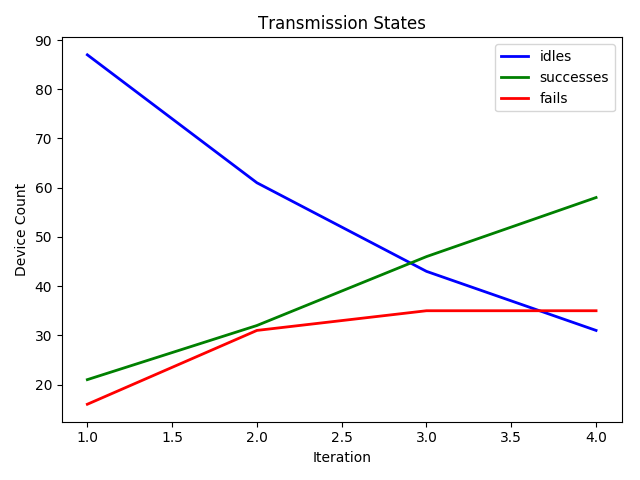 Transmission States
90
80
70
60
50
40
30
20
Device Count
idles
successes
fails
1.0 1.5 2.0 2.5 3.0 3.5 4.0
Iteration